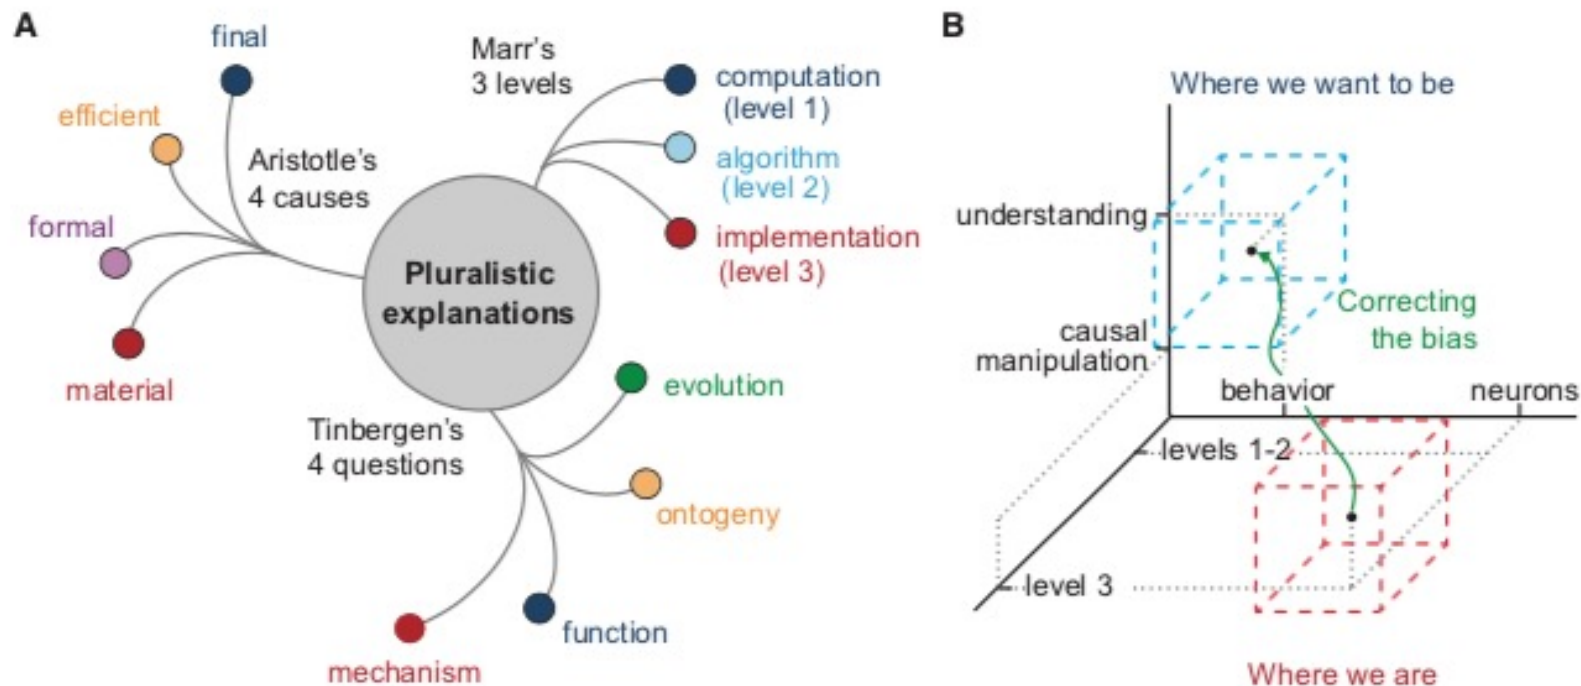 A
final
efficient
Aristotle's
4 causes
formal
material
Marr's
3 levels
computation
(level 1)
algorithm
(level 2)
implementation
(level 3)
Pluralistic
explanations
Tinbergen's
4 questions
evolution
ontogeny
function
mechanism
B
Where we want to be
understanding
causal
manipulation
Correcting
the bias
behavior
neurons
levels 1-2
level 3
Where we are